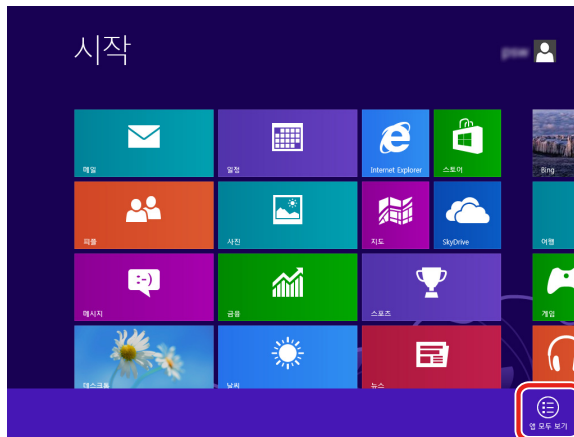 시작
메일
일정
Internet Explorer
스토어
Bing
피플
사진
지도
SkyDrive
여행
메시지
금융
스포츠
게임
데스크톱
날씨
뉴스
앱 모두 보기